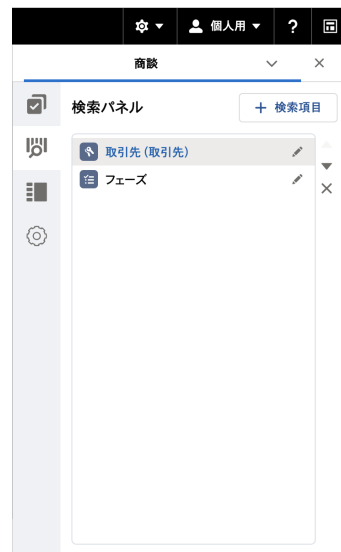 個人用 ?
商談
検索パネル
+ 検索項目
取引先 (取引先)
フェーズ